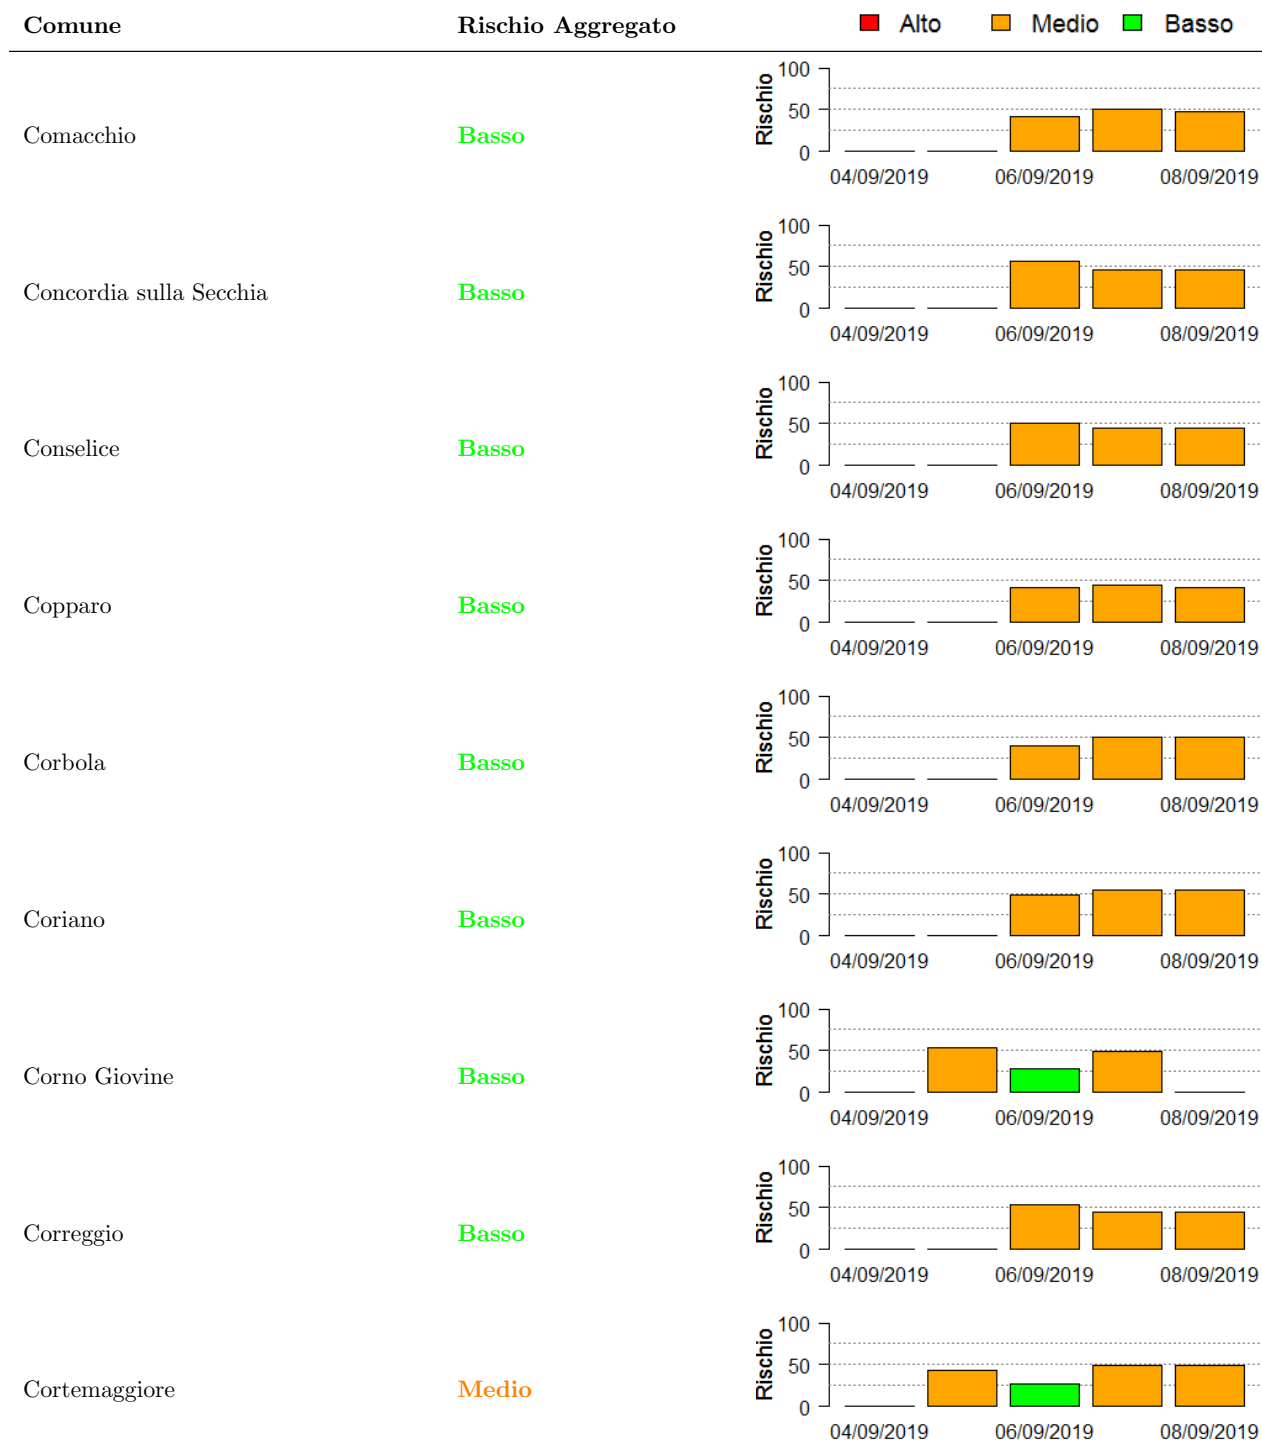 Comune Rischio Aggregato Alto Medio Basso
Comacchio Basso Rischio 100 50 0
04/09/2019 06/09/2019 08/09/2019
Concordia sulla Secchia Basso Rischio 100 50 0
04/09/2019 06/09/2019 08/09/2019
Conselice Basso Rischio 100 50 0
04/09/2019 06/09/2019 08/09/2019
Copparo Basso Rischio 100 50 0
04/09/2019 06/09/2019 08/09/2019
Corbola Basso Rischio 100 50 0
04/09/2019 06/09/2019 08/09/2019
Coriano Basso Rischio 100 50 0
04/09/2019 06/09/2019 08/09/2019
Corno Giovine Basso Rischio 100 50 0
04/09/2019 06/09/2019 08/09/2019
Correggio Basso Rischio 100 50 0
04/09/2019 06/09/2019 08/09/2019
Cortemaggiore Medio Rischio 100 50 0
04/09/2019 06/09/2019 08/09/2019